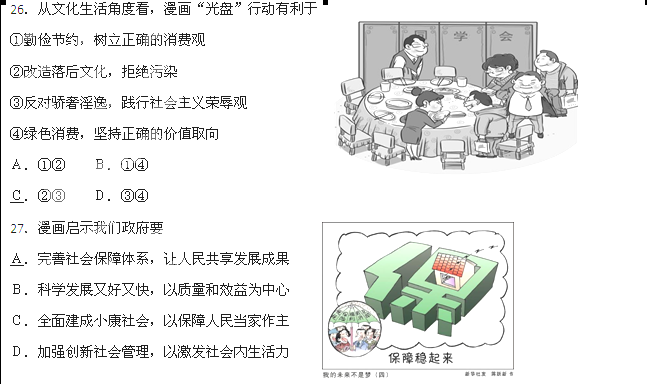 26．从文化生活角度看，漫画“光盘”行动有利于
①勤俭节约，树立正确的消费观
②改造落后文化，拒绝污染
③反对骄奢淫逸，践行社会主义荣辱观
④绿色消费，坚持正确的价值取向
A．①② B．①④
C．②③ D．③④
学 会
27．漫画启示我们政府要
A．完善社会保障体系，让人民共享发展成果
B．科学发展又好又快，以质量和效益为中心
C．全面建成小康社会，以保障人民当家作主
D．加强创新社会管理，以激发社会内生活力
保
保障稳起来
我的未来不是梦（四）
新华社发